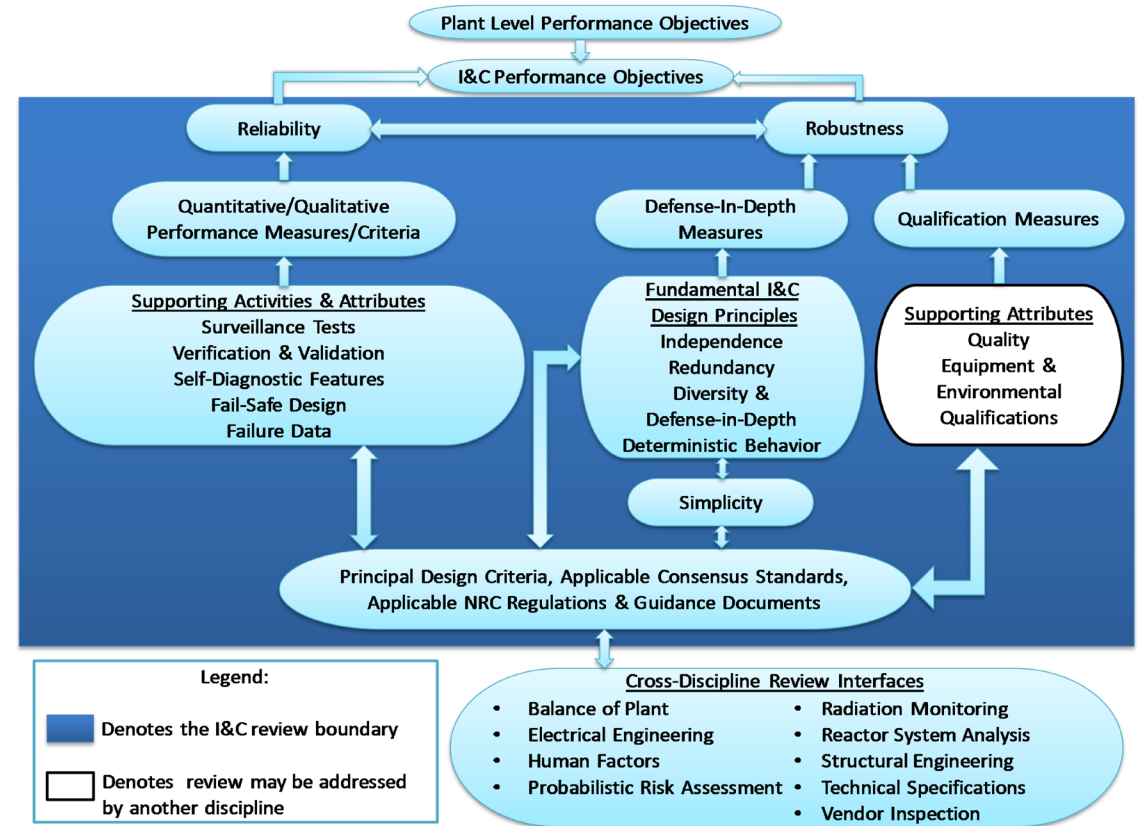 Plant Level Performance Objectives
I&C Performance Objectives
Reliability
Robustness
Quantitative/Qualitative
Performance Measures/Criteria
Defense-In-Depth
Measures
Qualification Measures
Supporting Activities & Attributes
Surveillance Tests
Verification & Validation
Self-Diagnostic Features
Fail-Safe Design
Failure Data
Fundamental I&C
Design Principles
Independence
Redundancy
Diversity &
Defense-in-Depth
Deterministic Behavior
Supporting Attributes
Quality
Equipment &
Environmental
Qualifications
Simplicity
Principal Design Criteria, Applicable Consensus Standards,
Applicable NRC Regulations & Guidance Documents
Legend:
Denotes the I&C review boundary
Denotes review may be addressed
by another discipline
Cross-Discipline Review Interfaces
• Balance of Plant
• Electrical Engineering
• Human Factors
• Probabilistic Risk Assessment
• Radiation Monitoring
• Reactor System Analysis
• Structural Engineering
• Technical Specifications
• Vendor Inspection